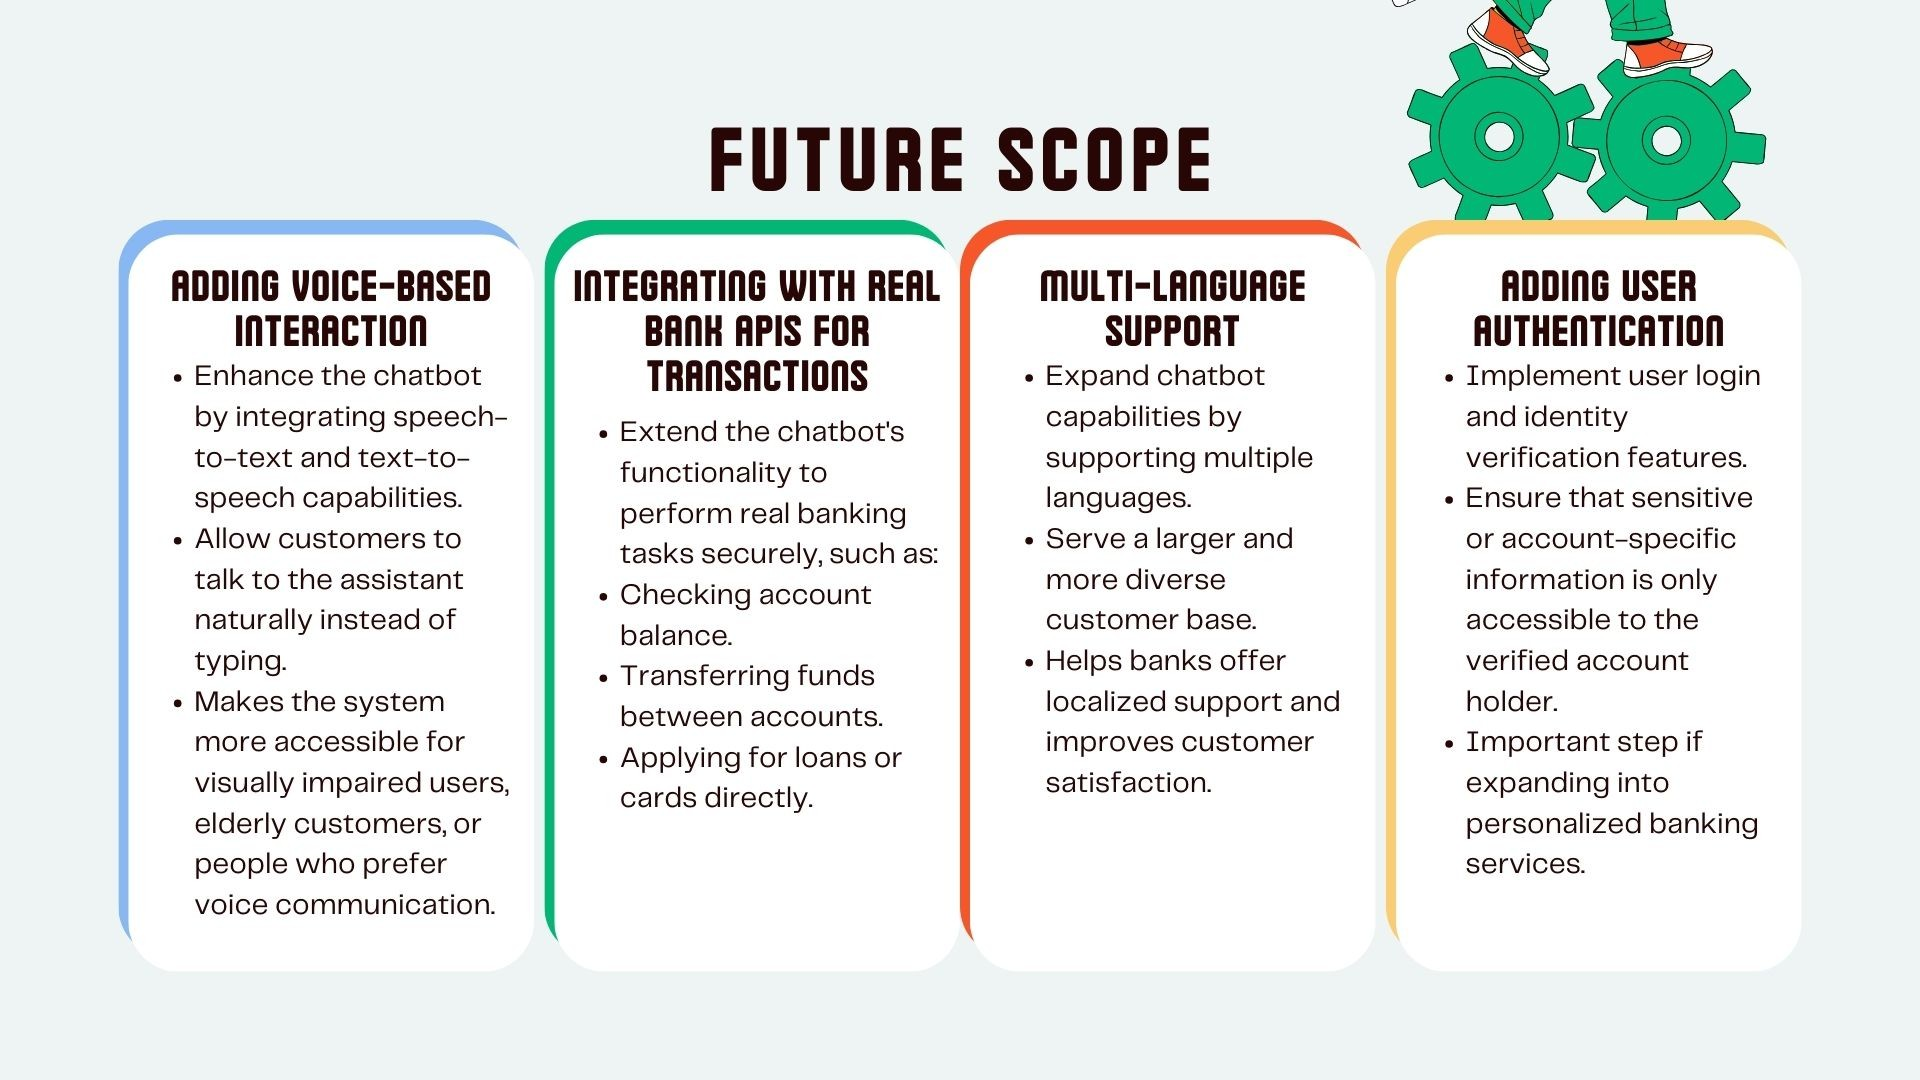 FUTURE SCOPE
ADDING VOICE-BASED
INTERACTION
• Enhance the chatbot
by integrating speech-
to-text and text-to-
speech capabilities.
• Allow customers to
talk to the assistant
naturally instead of
typing.
• Makes the system
more accessible for
visually impaired users,
elderly customers, or
people who prefer
voice communication.
INTEGRATING WITH REAL
BANK APIS FOR
TRANSACTIONS
• Extend the chatbot's
functionality to
perform real banking
tasks securely, such as:
• Checking account
balance.
• Transferring funds
between accounts.
• Applying for loans or
cards directly.
MULTI-LANGUAGE
SUPPORT
• Expand chatbot
capabilities by
supporting multiple
languages.
• Serve a larger and
more diverse
customer base.
• Helps banks offer
localized support and
improves customer
satisfaction.
ADDING USER
AUTHENTICATION
• Implement user login
and identity
verification features.
• Ensure that sensitive
or account-specific
information is only
accessible to the
verified account
holder.
• Important step if
expanding into
personalized banking
services.